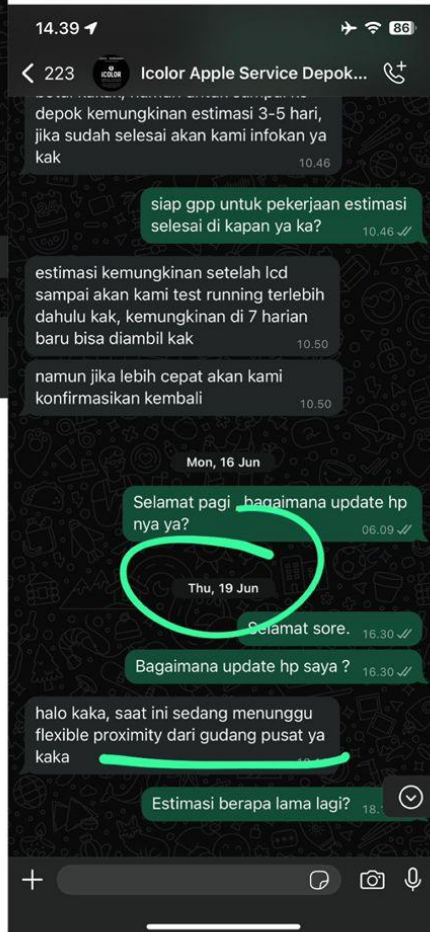 14.39
86
223
ICOLOR
Icolor Apple Service Depok...
depok kemungkinan estimasi 3-5 hari,
jika sudah selesai akan kami infokan ya
kak
10.46
siap gpp untuk pekerjaan estimasi
selesai di kapan ya ka?
10.46
estimasi kemungkinan setelah lcd
sampai akan kami test running terlebih
dahulu kak, kemungkinan di 7 harian
baru bisa diambil kak
10.50
namun jika lebih cepat akan kami
konfirmasikan kembali
10.50
Mon, 16 Jun
Selamat pagi , bagaimana update hp
nya ya?
06.09
Thu, 19 Jun
Selamat sore.
16.30
Bagaimana update hp saya ?
16.30
halo kaka, saat ini sedang menunggu
flexible proximity dari gudang pusat ya
kaka
Estimasi berapa lama lagi?